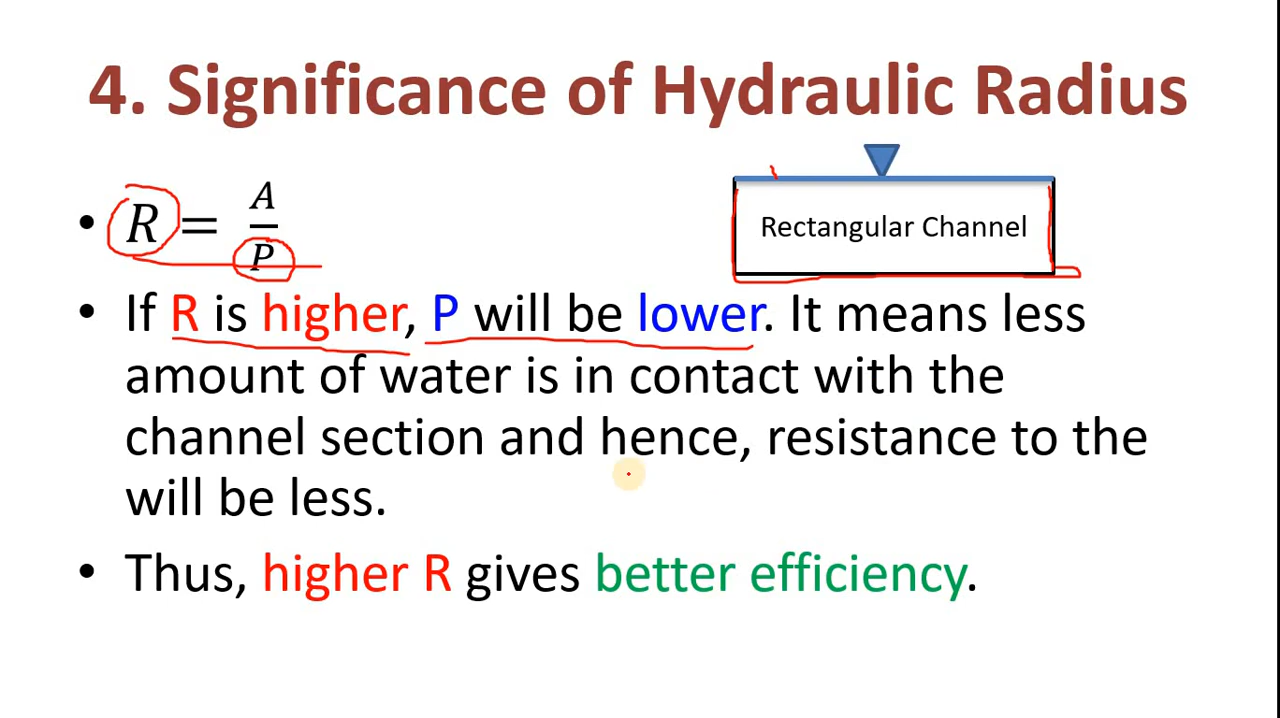 4. Significance of Hydraulic Radius
• R = A/P
Rectangular Channel
• If R is higher, P will be lower. It means less
amount of water is in contact with the
channel section and hence, resistance to the
will be less.
• Thus, higher R gives better efficiency.